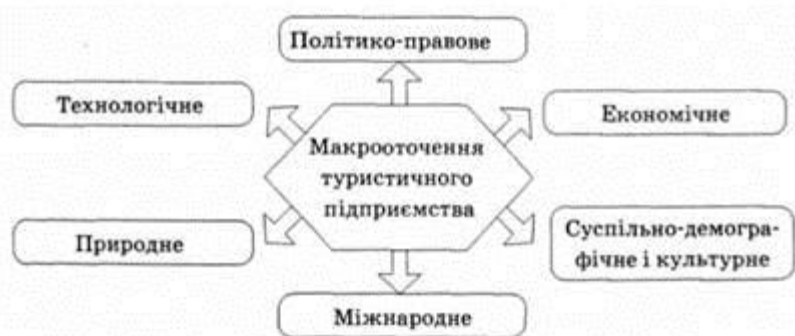 Політико-правове
Технологічне
Економічне
Макрооточення
туристичного
підприємства
Природне
Суспільно-демогра-
фічне і культурне
Міжнародне